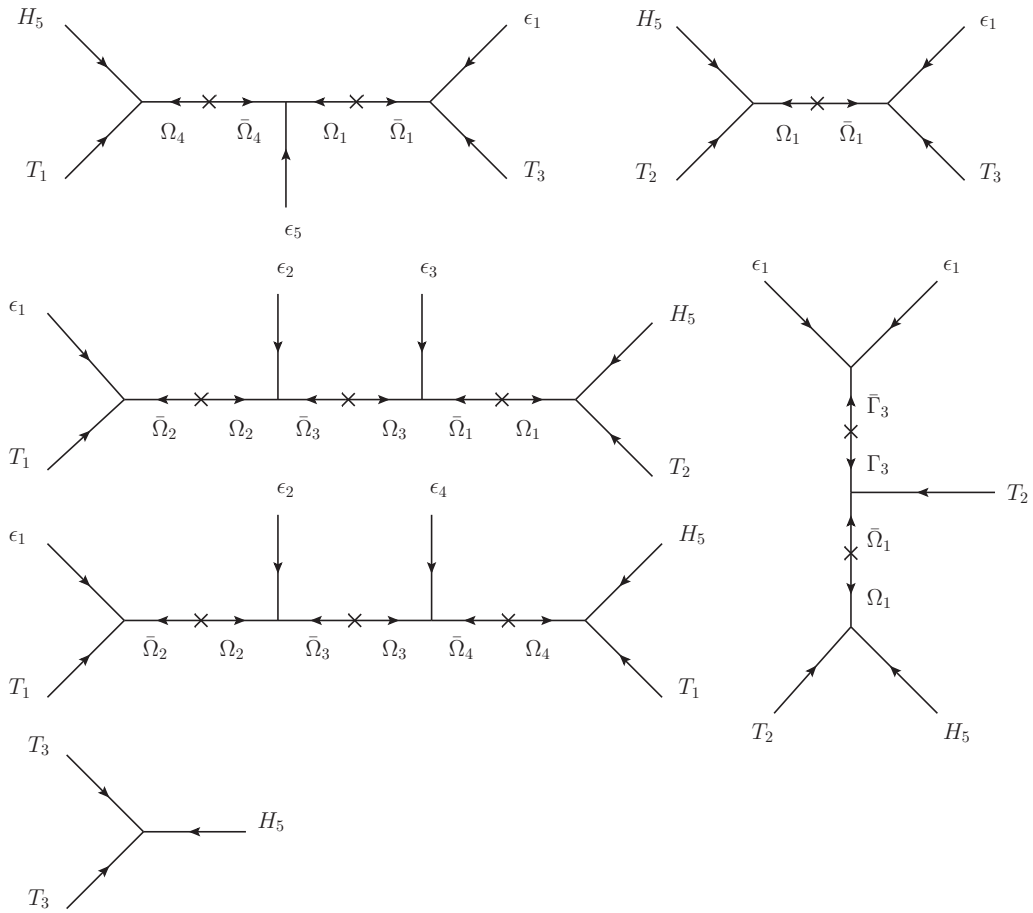 H_5 ϵ_1 H_5 ϵ_1
Ω_4 Ω̄_4 Ω_1 Ω̄_1 Ω_1 Ω̄_1
T_1 T_3 T_2 T_3
ϵ_5
ϵ_2 ϵ_3 ϵ_1 ϵ_1
ϵ_1 H_5
Ω̄_2 Ω_2 Ω̄_3 Ω_3 Ω̄_1 Ω_1 Γ̄_3
T_1 T_2 Γ_3
ϵ_2 ϵ_4 T_2
ϵ_1 H_5 Ω̄_1
Ω_1
Ω̄_2 Ω_2 Ω̄_3 Ω_3 Ω̄_4 Ω_4
T_1 T_1
T_2 H_5
T_3
H_5
T_3